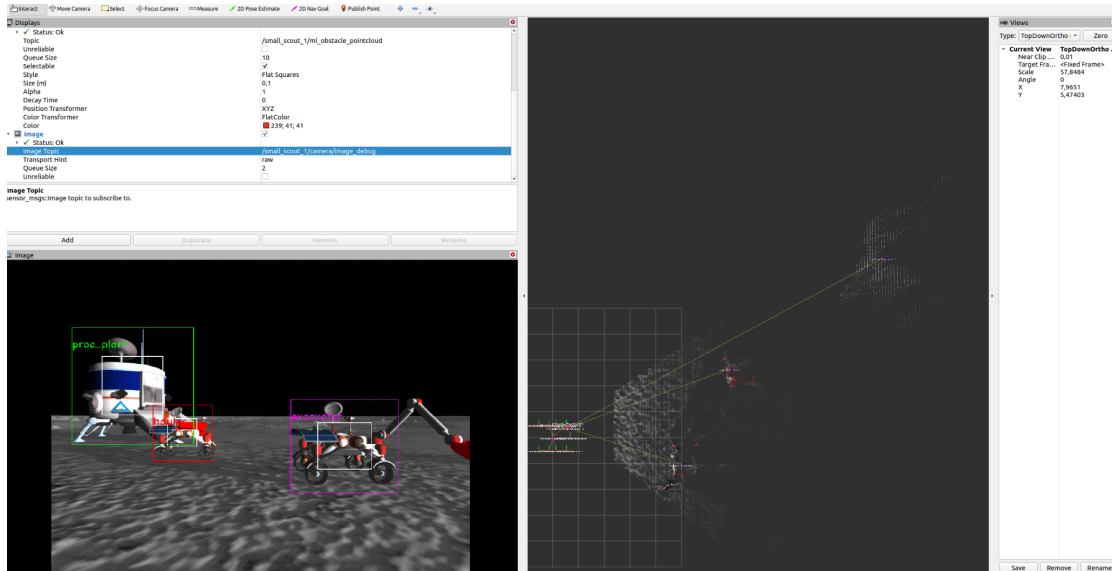 Interact Move Camera Select Focus Camera Measure 2D Pose Estimate 2D Nav Goal Publish Point
Displays
Status: Ok
Topic /small_scout_1/ml_obstacle_pointcloud
Unreliable
Queue Size 10
Selectable
Style Flat Squares
Size (m) 0,1
Alpha 1
Decay Time 0
Position Transformer XYZ
Color Transformer FlatColor
Color 239; 41; 41
Image
Status: Ok
Image Topic /small_scout_1/camera/image_debug
Transport Hint raw
Queue Size 2
Unreliable
Image Topic
sensor_msgs::Image topic to subscribe to.
Add Duplicate Remove Rename
Image
proc_plant
Views
Type: TopDownOrtho Zero
Current View TopDownOrtho ...
Near Clip ... 0,01
Target Fra... <Fixed Frame>
Scale 57,8484
Angle 0
X 7,9651
Y 5,47403
Save Remove Rename